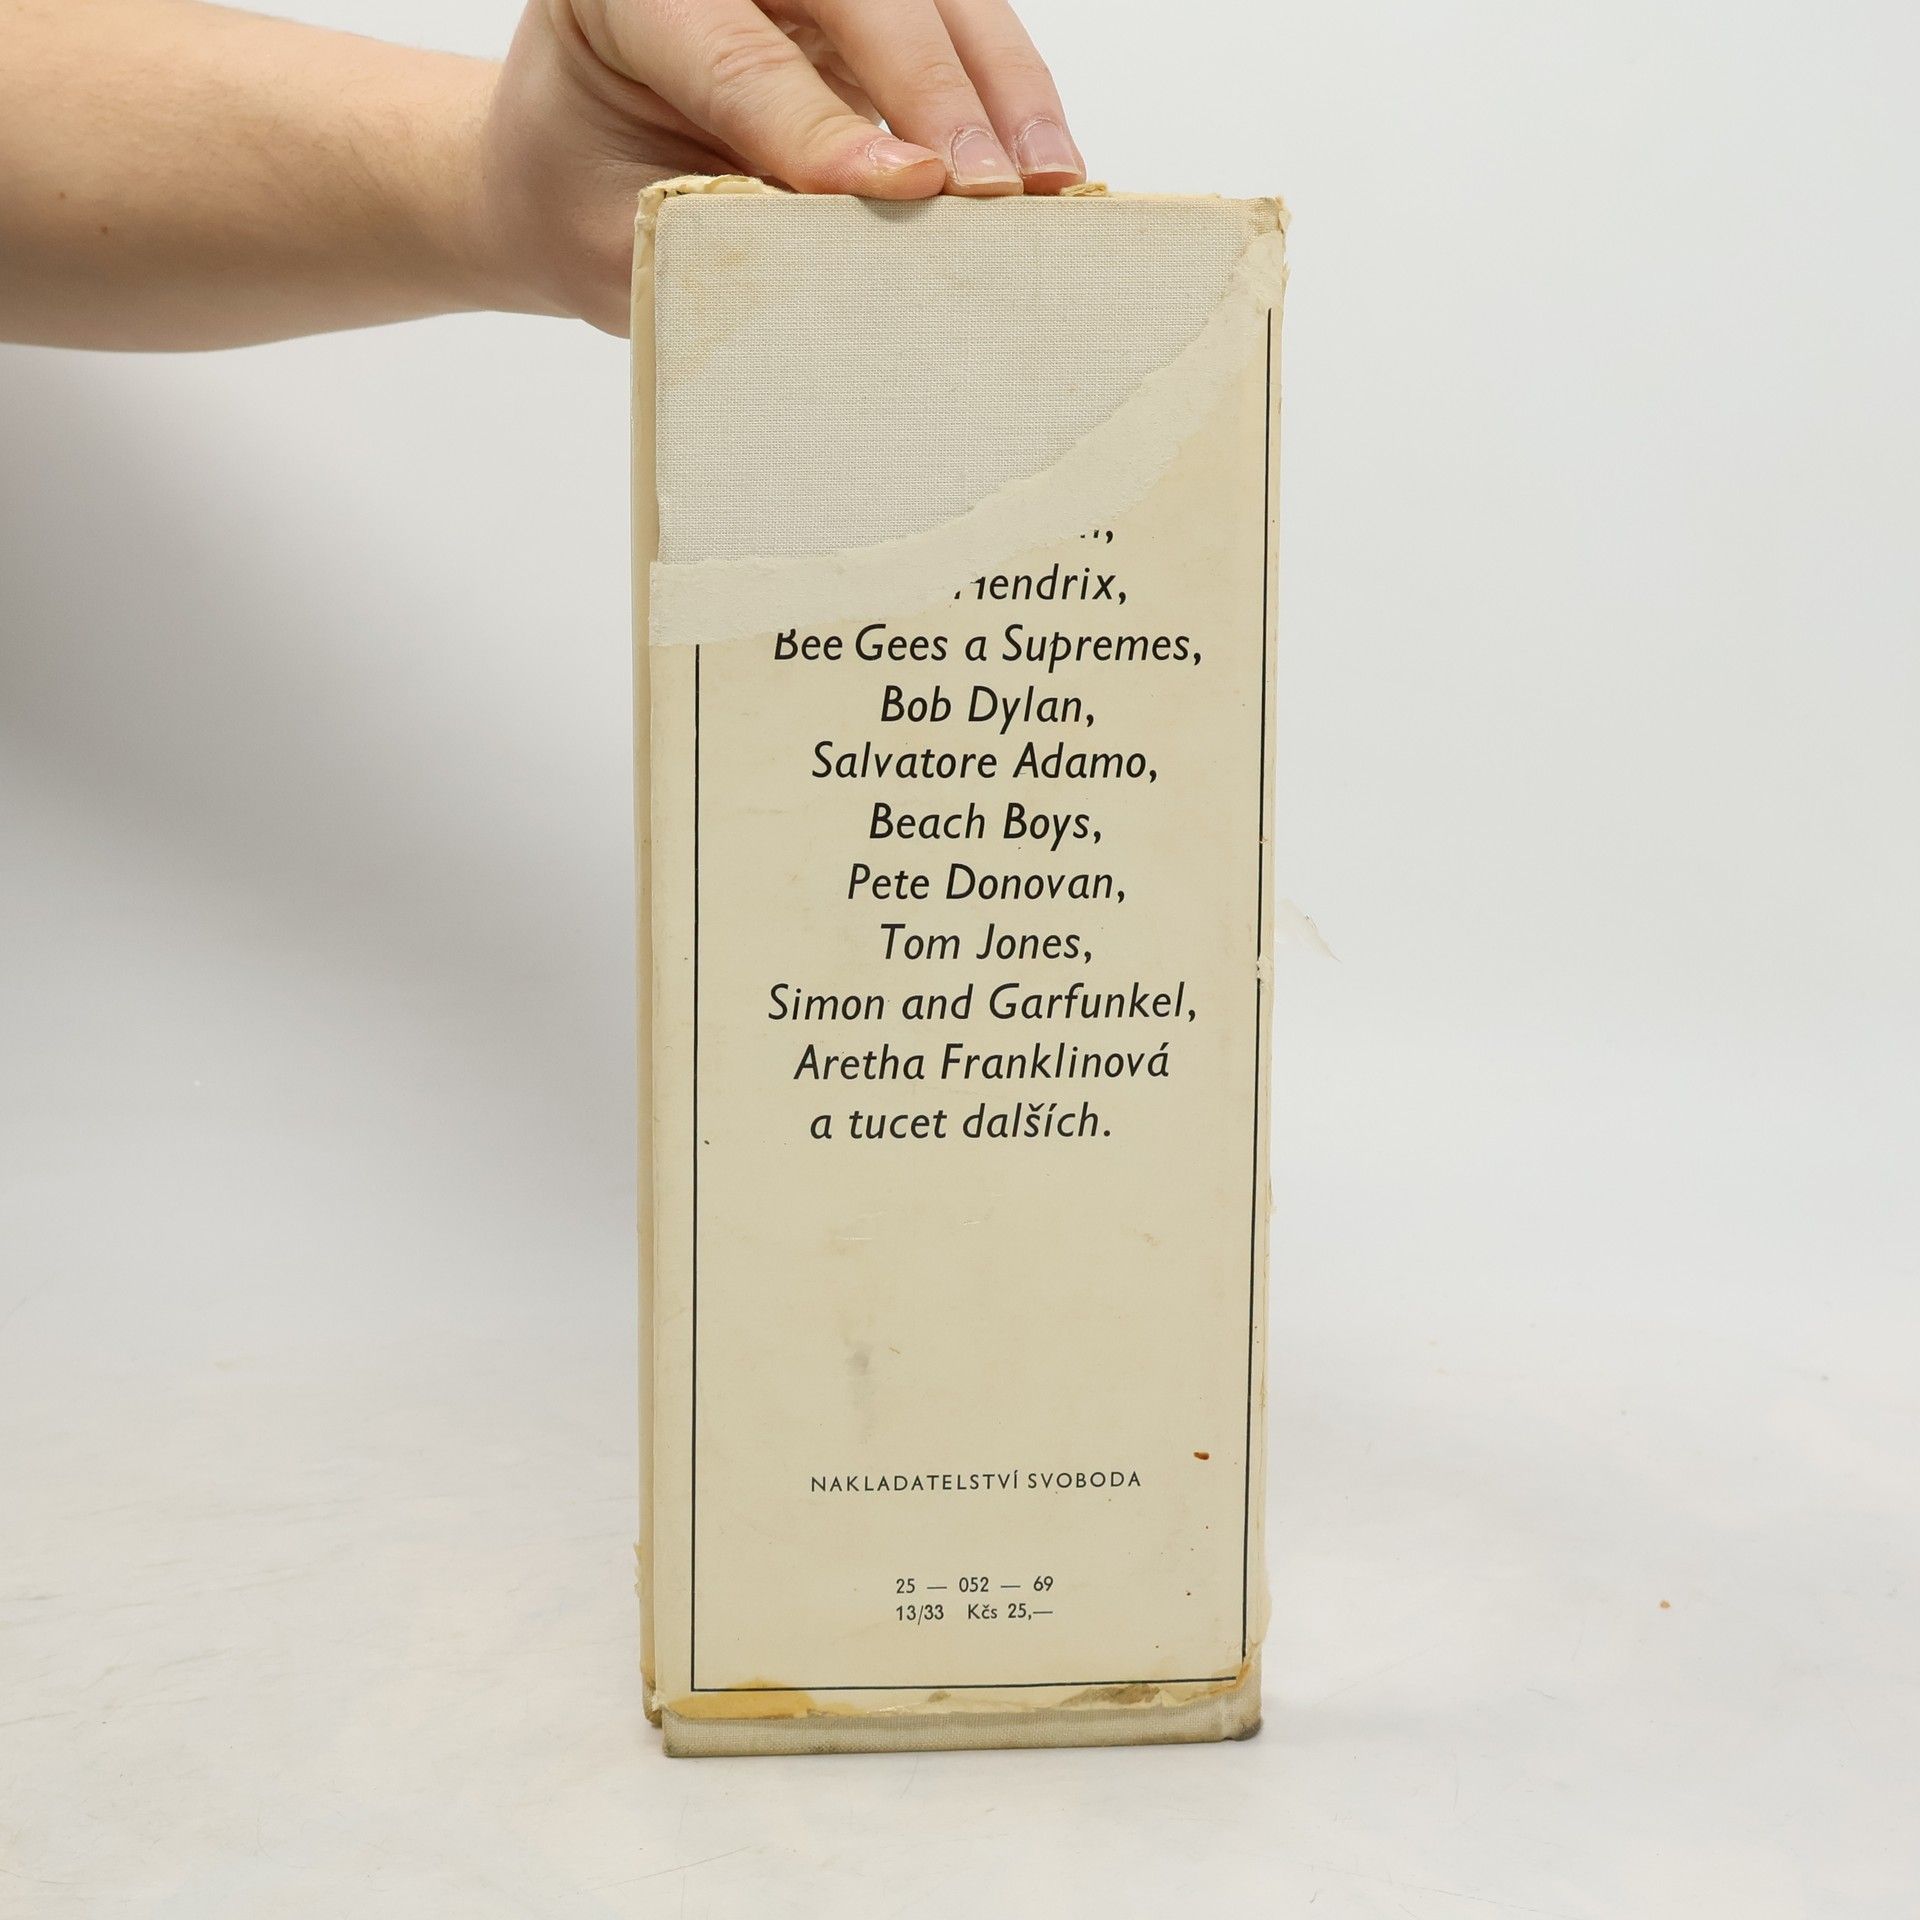 Bee Gees a Supremes,
Bob Dylan,
Salvatore Adamo,
Beach Boys,
Pete Donovan,
Tom Jones,
Simon and Garfunkel,
Aretha Franklinová
a tucet dalších.
NAKLADATELSTVÍ SVOBODA
25 — 052 — 69
13/33 Kčs 25,—